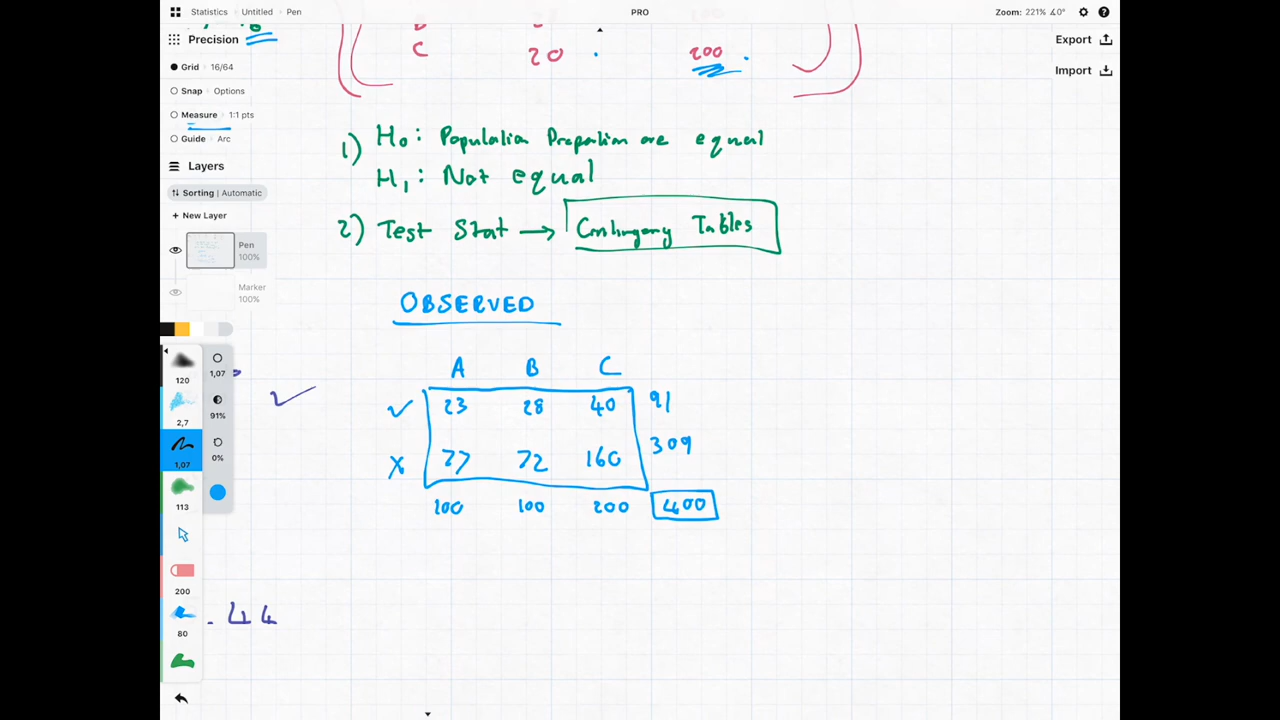 Statistics Untitled Pen
PRO
Zoom: 221% ∡0°
Precision
Export
Import
Grid 16/64
Snap Options
Measure 1:1 pts
Guide Arc
Layers
Sorting | Automatic
+ New Layer
Pen
100%
Marker
100%
120
2,7
1,07
113
200
80
1,07
91%
0%
.44
C 20 200
1) H0: Population Proportion are equal
H1: Not equal
2) Test Stat → Contingency Tables
OBSERVED
A B C
✓ 23 28 40 91
X 77 72 160 309
100 100 200 400